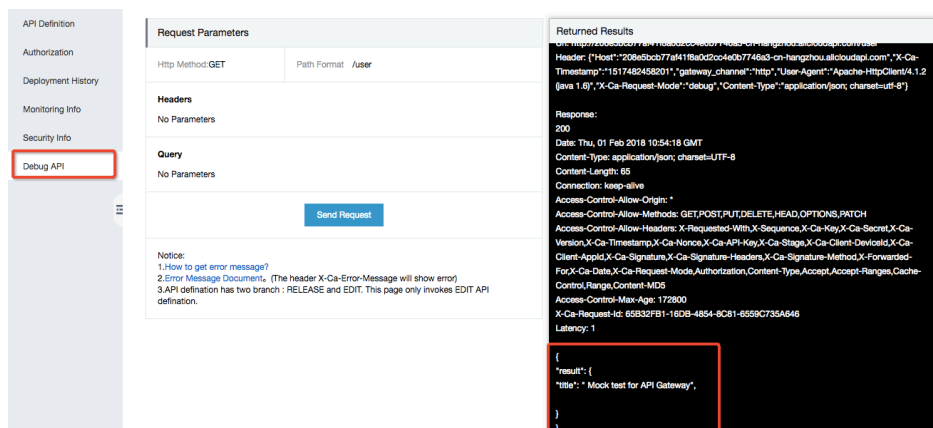 API Definition
Authorization
Deployment History
Monitoring Info
Security Info
Debug API
Request Parameters
Http Method:GET
Path Format /user
Headers
No Parameters
Query
No Parameters
Send Request
Notice:
1.How to get error message?
2.Error Message Document。(The header X-Ca-Error-Message will show error)
3.API defination has two branch : RELEASE and EDIT. This page only invokes EDIT API
defination.
Returned Results
Header: {"Host":"208e5bcb77af41f8a0d2cc4e0b7746a3-cn-hangzhou.alicloudapi.com","X-Ca-
Timestamp":"1517482458201","gateway_channel":"http","User-Agent":"Apache-HttpClient/4.1.2
(java 1.6)","X-Ca-Request-Mode":"debug","Content-Type":"application/json; charset=utf-8"}
Response:
200
Date: Thu, 01 Feb 2018 10:54:18 GMT
Content-Type: application/json; charset=UTF-8
Content-Length: 65
Connection: keep-alive
Access-Control-Allow-Origin: *
Access-Control-Allow-Methods: GET,POST,PUT,DELETE,HEAD,OPTIONS,PATCH
Access-Control-Allow-Headers: X-Requested-With,X-Sequence,X-Ca-Key,X-Ca-Secret,X-Ca-
Version,X-Ca-Timestamp,X-Ca-Nonce,X-Ca-API-Key,X-Ca-Stage,X-Ca-Client-DeviceId,X-Ca-
Client-AppId,X-Ca-Signature,X-Ca-Signature-Headers,X-Ca-Signature-Method,X-Forwarded-
For,X-Ca-Date,X-Ca-Request-Mode,Authorization,Content-Type,Accept,Accept-Ranges,Cache-
Control,Range,Content-MD5
Access-Control-Max-Age: 172800
X-Ca-Request-Id: 65B32FB1-16DB-4854-8C81-6559C735A646
Latency: 1
{
"result": {
"title": " Mock test for API Gateway",
}
}